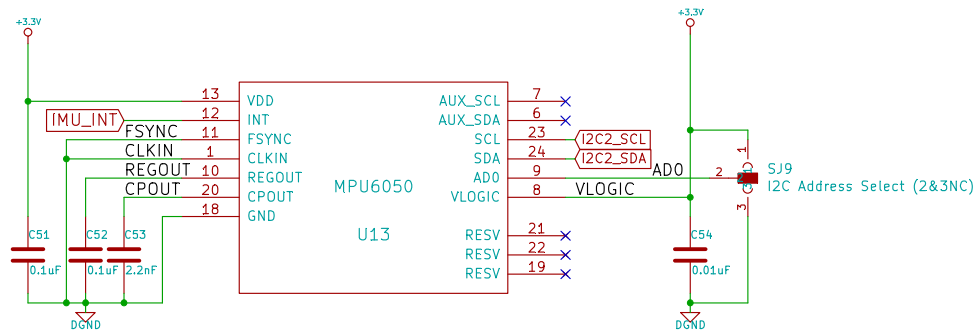 +3.3V
+3.3V
13 VDD AUX_SCL 7
IMU_INT 12 INT AUX_SDA 6
FSYNC 11 FSYNC SCL 23 I2C2_SCL
CLKIN 1 CLKIN SDA 24 I2C2_SDA
REGOUT 10 REGOUT AD0 9 AD0
CPOUT 20 CPOUT VLOGIC 8 VLOGIC
18 GND
MPU6050
U13
RESV 21
RESV 22
RESV 19
1
2
3
SJ9
I2C Address Select (2&3NC)
C51
0.1uF
C52
0.1uF
C53
2.2nF
C54
0.01uF
DGND
DGND